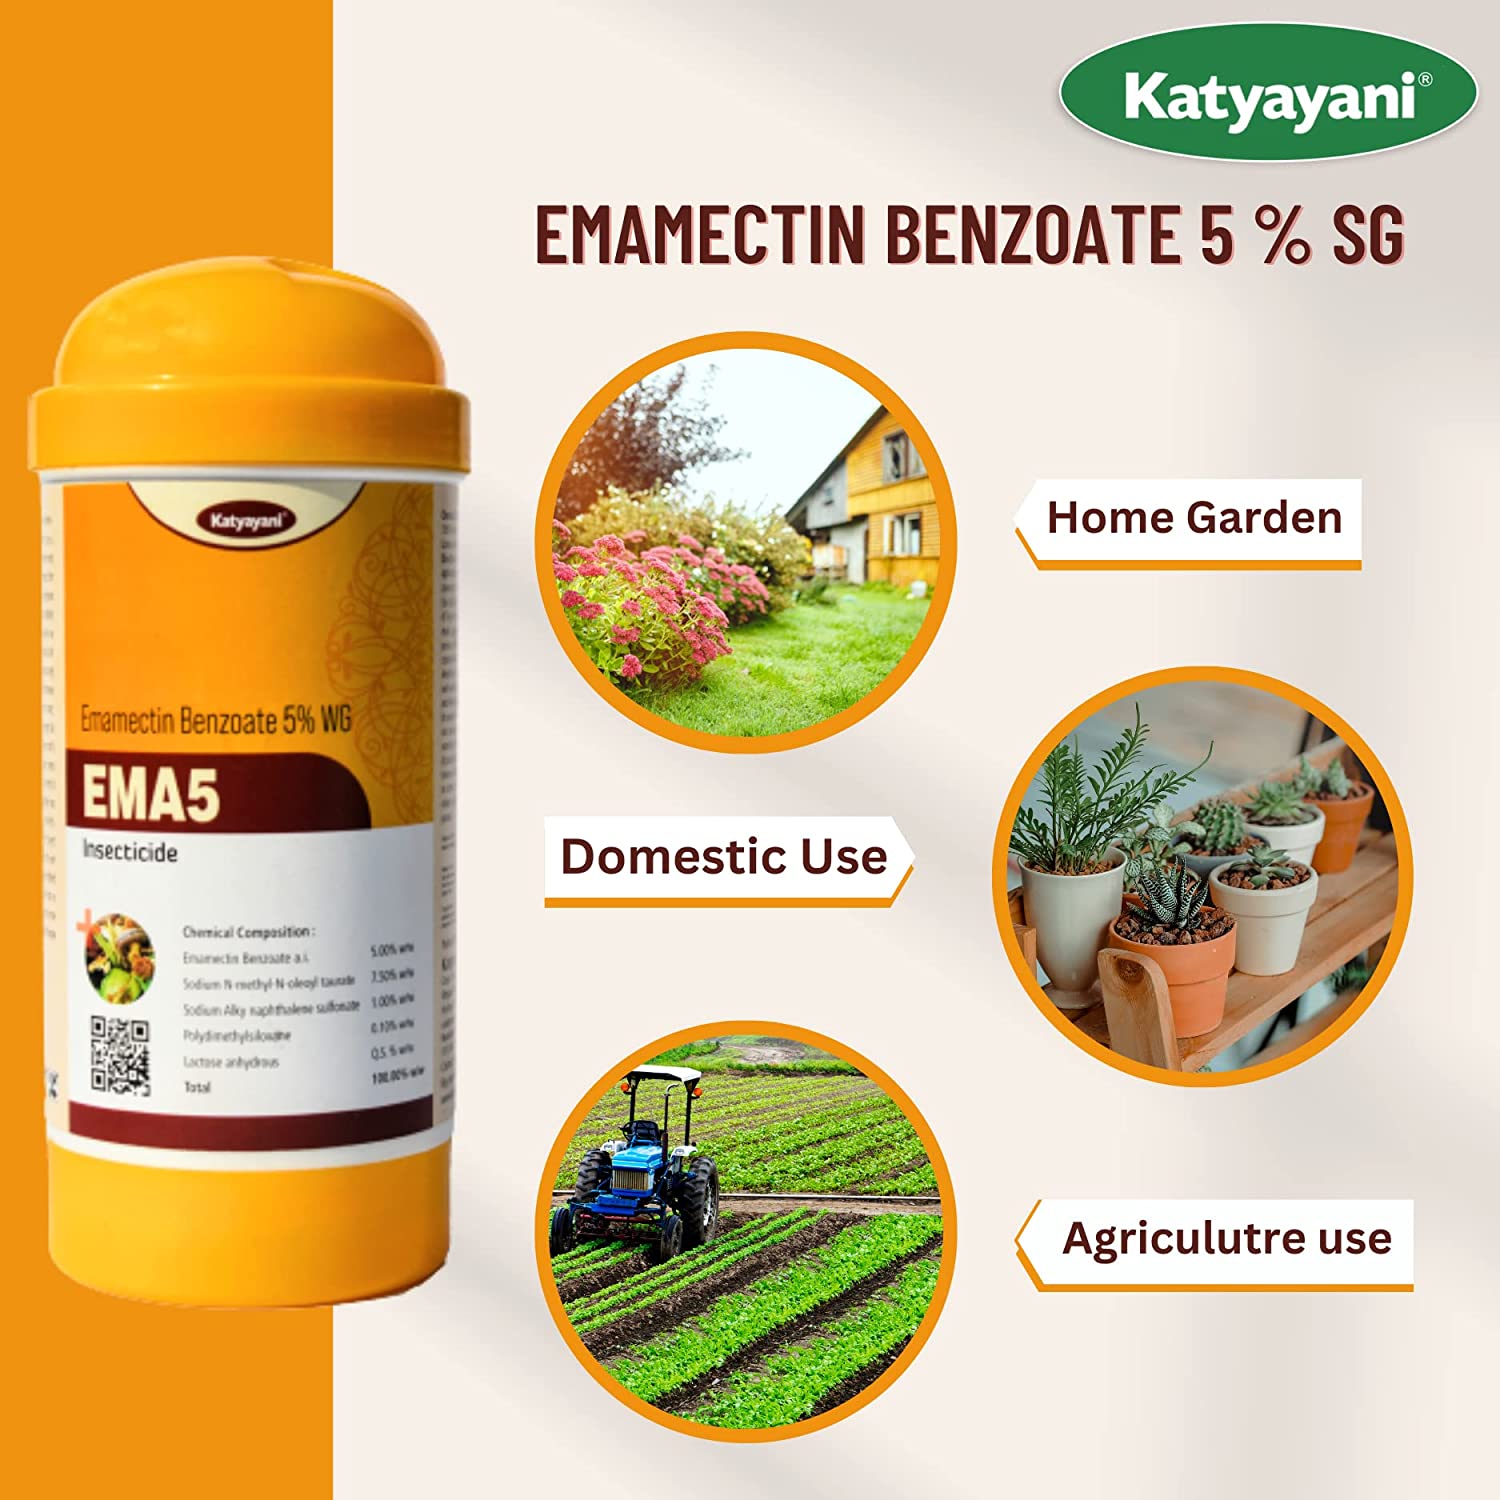 Katyayani®
EMAMECTIN BENZOATE 5 % SG
Katyayani®
Emamectin Benzoate 5% WG
EMA5
Insecticide
Chemical Composition :
Emamectin Benzoate a.i. 5.00% w/w
Sodium N-methyl-N-oleoyl taurate 7.50% w/w
Sodium Alky naphthalene sulfonate 1.00% w/w
Polydimethylsiloxane 0.10% w/w
Lactose anhydrous Q.S. % w/w
Total 100.00% w/w
Home Garden
Domestic Use
Agriculutre use